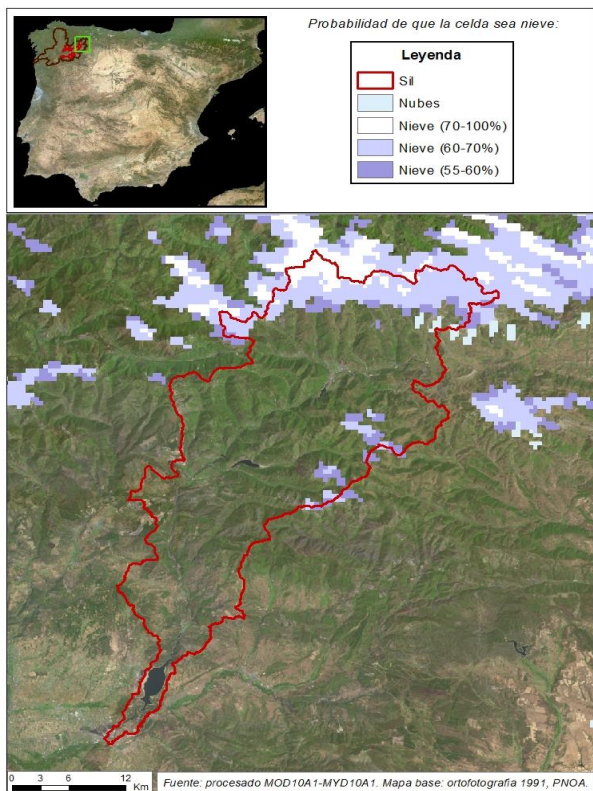 Probabilidad de que la celda sea nieve:
Leyenda
Sil
Nubes
Nieve (70-100%)
Nieve (60-70%)
Nieve (55-60%)
0 3 6 12
Km
Fuente: procesado MOD10A1-MYD10A1. Mapa base: ortofotografia 1991, PNOA.